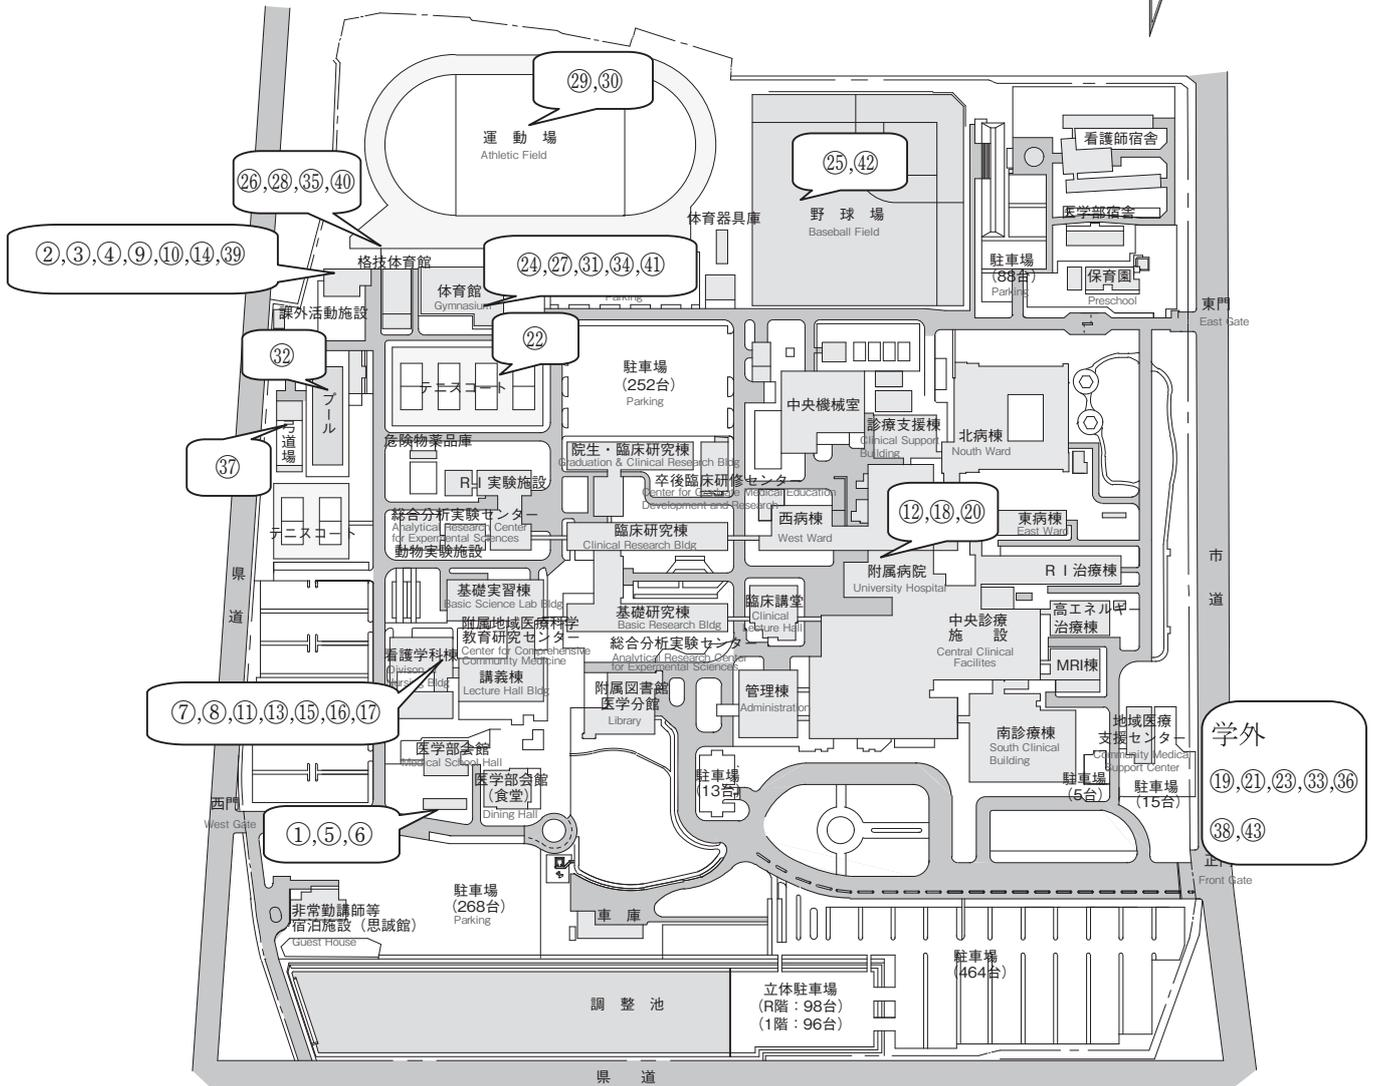 ㉙,㉚
運 動 場
Athletic Field
㉖,㉘,㉟,㊵
㉕,㊷
野 球 場
Baseball Field
体育器具庫
看護師宿舎
医学部宿舎
駐車場
(88台)
Parking
保育園
Preschool
東門
East Gate
②,③,④,⑨,⑩,⑭,㊴
格技体育館
体育館
Gymnasium
㉔,㉗,㉛,㉞,㊶
Parking
課外活動施設
㉒
㉜
テニスコート
プール
弓道場
㊲
駐車場
(252台)
Parking
中央機械室
診療支援棟
Clinical Support
Building
北病棟
Nouth Ward
危険物薬品庫
R-I 実験施設
院生・臨床研究棟
Graduation & Clinical Research Bldg
卒後臨床研修センター
Center for Graduate Medical Education
Development and Research
総合分析実験センター
Analytical Research Center
for Expemental Sciences
動物実験施設
テニスコート
臨床研究棟
Clinical Research Bldg
西病棟
West Ward
⑫,⑱,⑳
東病棟
East Ward
附属病院
University Hospital
R I 治療棟
県 道
市 道
基礎実習棟
Basic Science Lab Bldg
附属地域医療科学
教育研究センター
Center for Comprehensive
Community Medicine
基礎研究棟
Basic Research Bldg
臨床講堂
Clinical
Lecture Hall
総合分析実験センター
Analytical Research Center
for Expemental Sciences
中央診療
施 設
Central Clinical
Facilites
高エネルギー
治療棟
MRI棟
看護学科棟
Divison
Nursing Bldg
講義棟
Lecture Hall Bldg
⑦,⑧,⑪,⑬,⑮,⑯,⑰
附属図書館
医学分館
Library
管理棟
Administration
南診療棟
South Clinical
Building
地域医療
支援センター
Community Medical
Support Center
医学部会館
Medical School Hall
医学部会館
(食堂)
Dining Hall
駐車場
(13台)
駐車場
(5台)
駐車場
(15台)
学外
⑲,㉑,㉓,㉝,㊱
㊳,㊸
西門
West Gate
①,⑤,⑥
正門
Front Gate
非常勤講師等
宿泊施設(思誠館)
Guest House
駐車場
(268台)
Parking
車 庫
駐車場
(464台)
調 整 池
立体駐車場
(R階:98台)
(1階:96台)
県 道